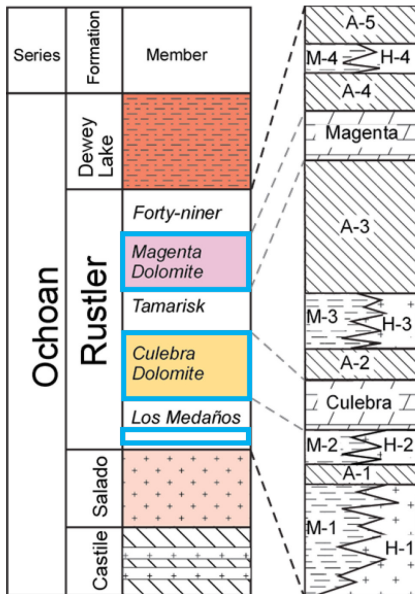 Series
Formation
Member
Ochoan
Dewey
Lake
Rustler
Salado
Castile
Forty-niner
Magenta
Dolomite
Tamarisk
Culebra
Dolomite
Los Medaños
A-5
M-4 H-4
A-4
Magenta
A-3
M-3 H-3
A-2
Culebra
M-2 H-2
A-1
M-1 H-1